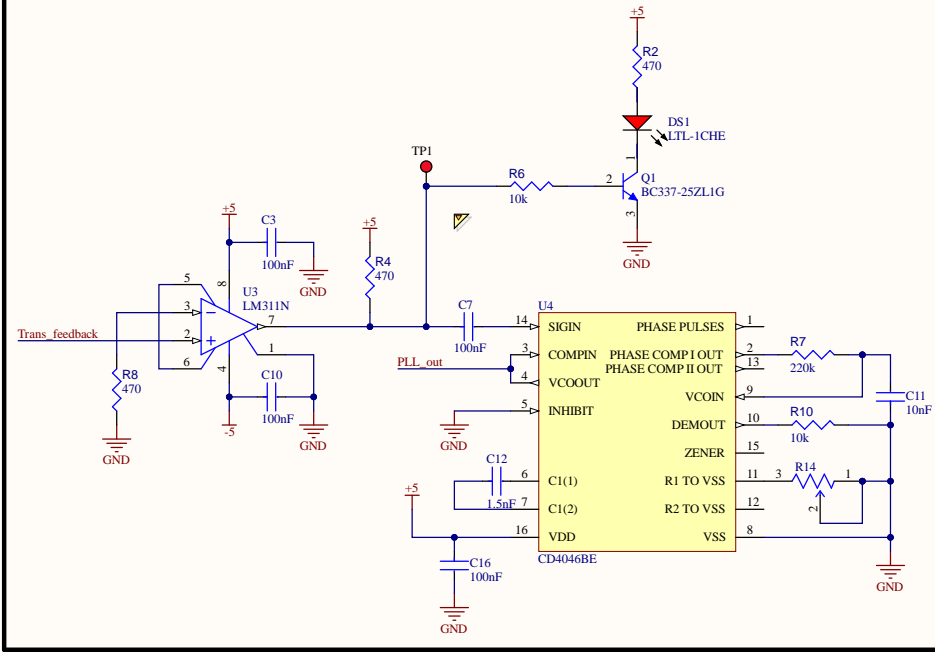 +5
R2
470
DS1
LTL-1CHE
1
TP1
R6
10k
2
Q1
BC337-25ZL1G
3
GND
+5
C3
100nF
GND
+5
R4
470
5
8
U3
LM311N
3
7
Trans_feedback
2
1
6
4
R8
470
GND
C10
100nF
-5
GND
C7
100nF
PLL_out
GND
U4
14 SIGIN
PHASE PULSES 1
3 COMPIN
PHASE COMP I OUT 2
PHASE COMP II OUT 13
4 VCOOUT
VCOIN 9
5 INHIBIT
DEMOUT 10
ZENER 15
6 C1(1)
R1 TO VSS 11
7 C1(2)
R2 TO VSS 12
16 VDD
VSS 8
CD4046BE
R7
220k
C11
10nF
R10
10k
R14
3
1
2
GND
C12
1.5nF
+5
C16
100nF
GND